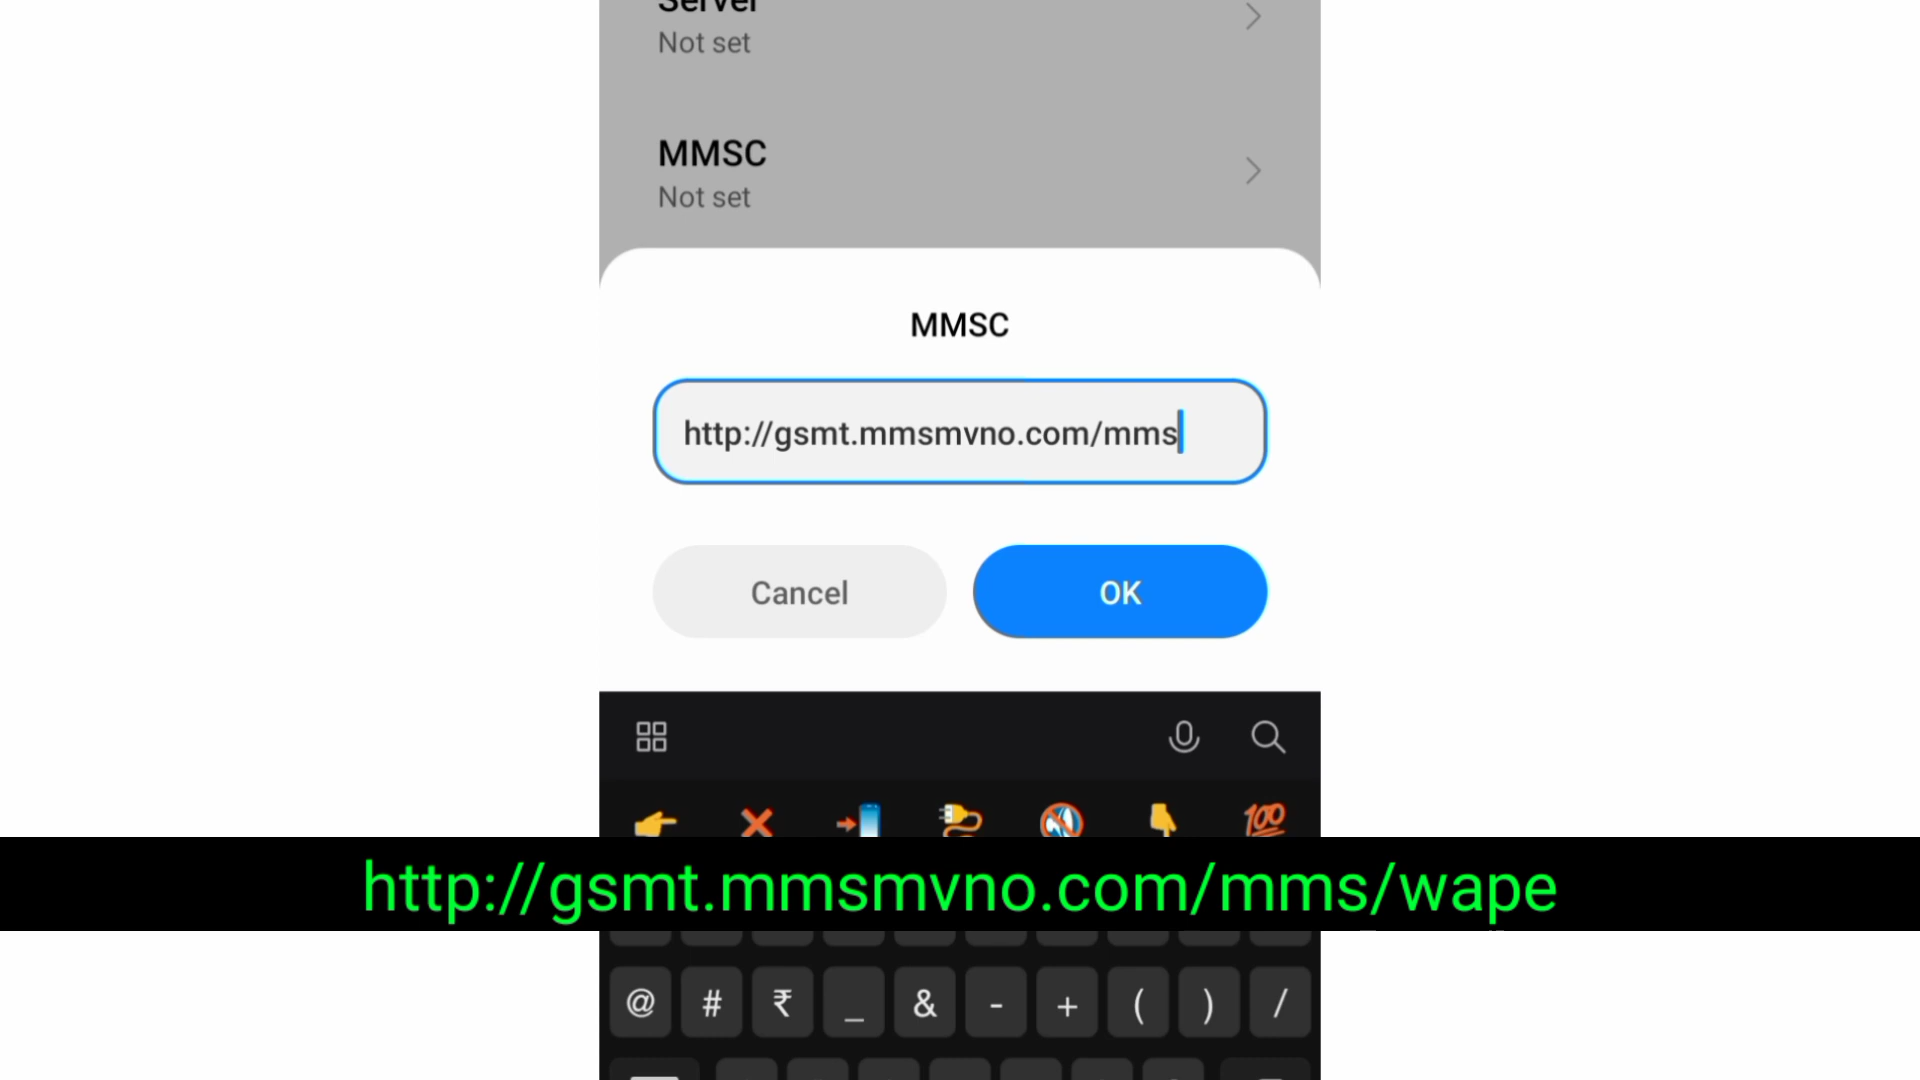 Server
Not set
MMSC
Not set
MMSC
http://gsmt.mmsmvno.com/mms
Cancel
OK
💯
http://gsmt.mmsmvno.com/mms/wape
@ # ₹ _ & - + ( ) /